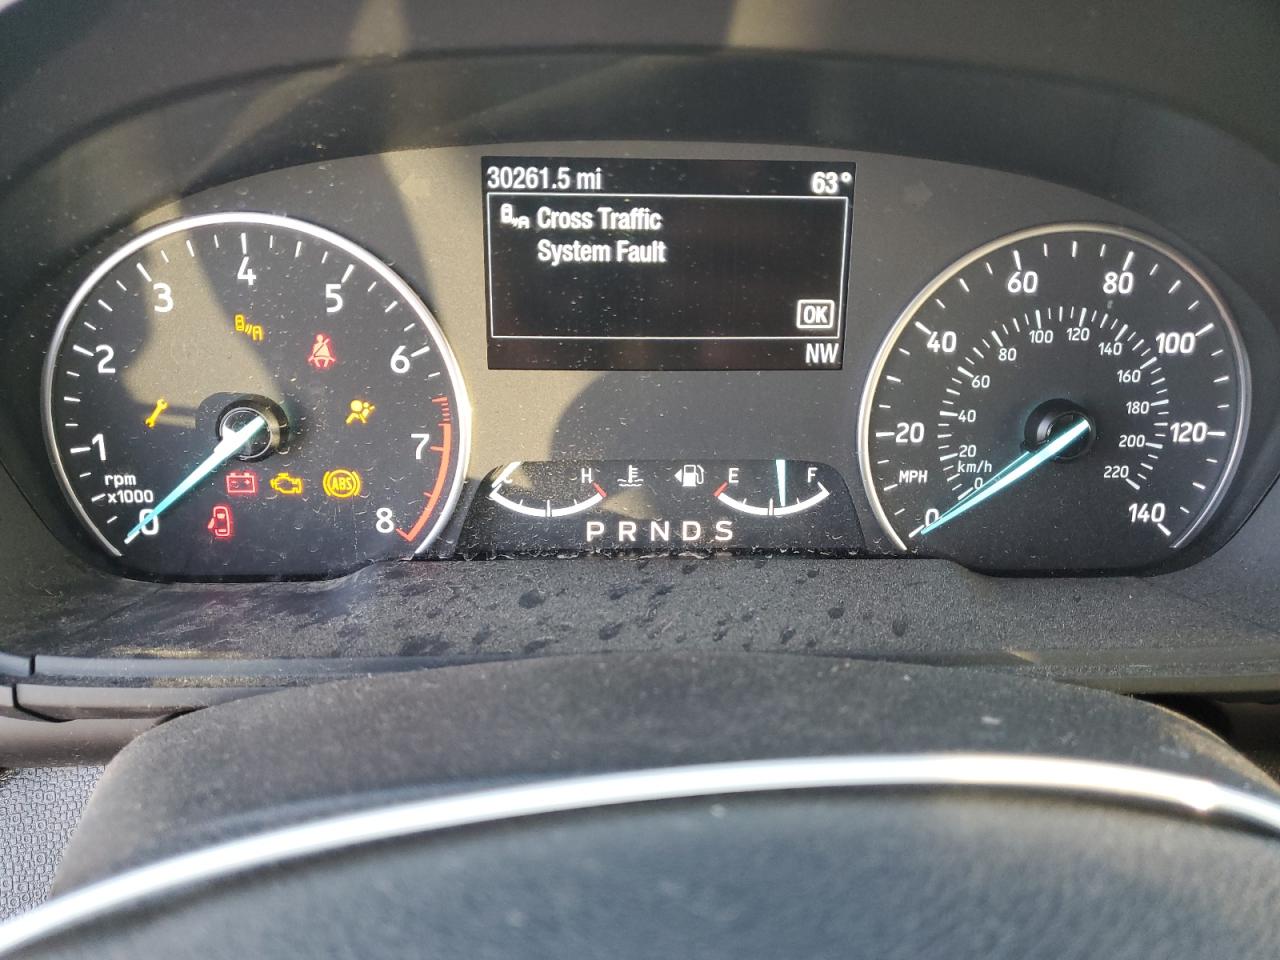 30261.5 mi
63°
Cross Traffic
System Fault
OK
NW
0
1
2
3
4
5
6
7
8
rpm
x1000
ABS
C
H
E
F
P R N D S
0
20
40
60
80
100
120
140
MPH
km/h
0
20
40
60
80
100
120
140
160
180
200
220